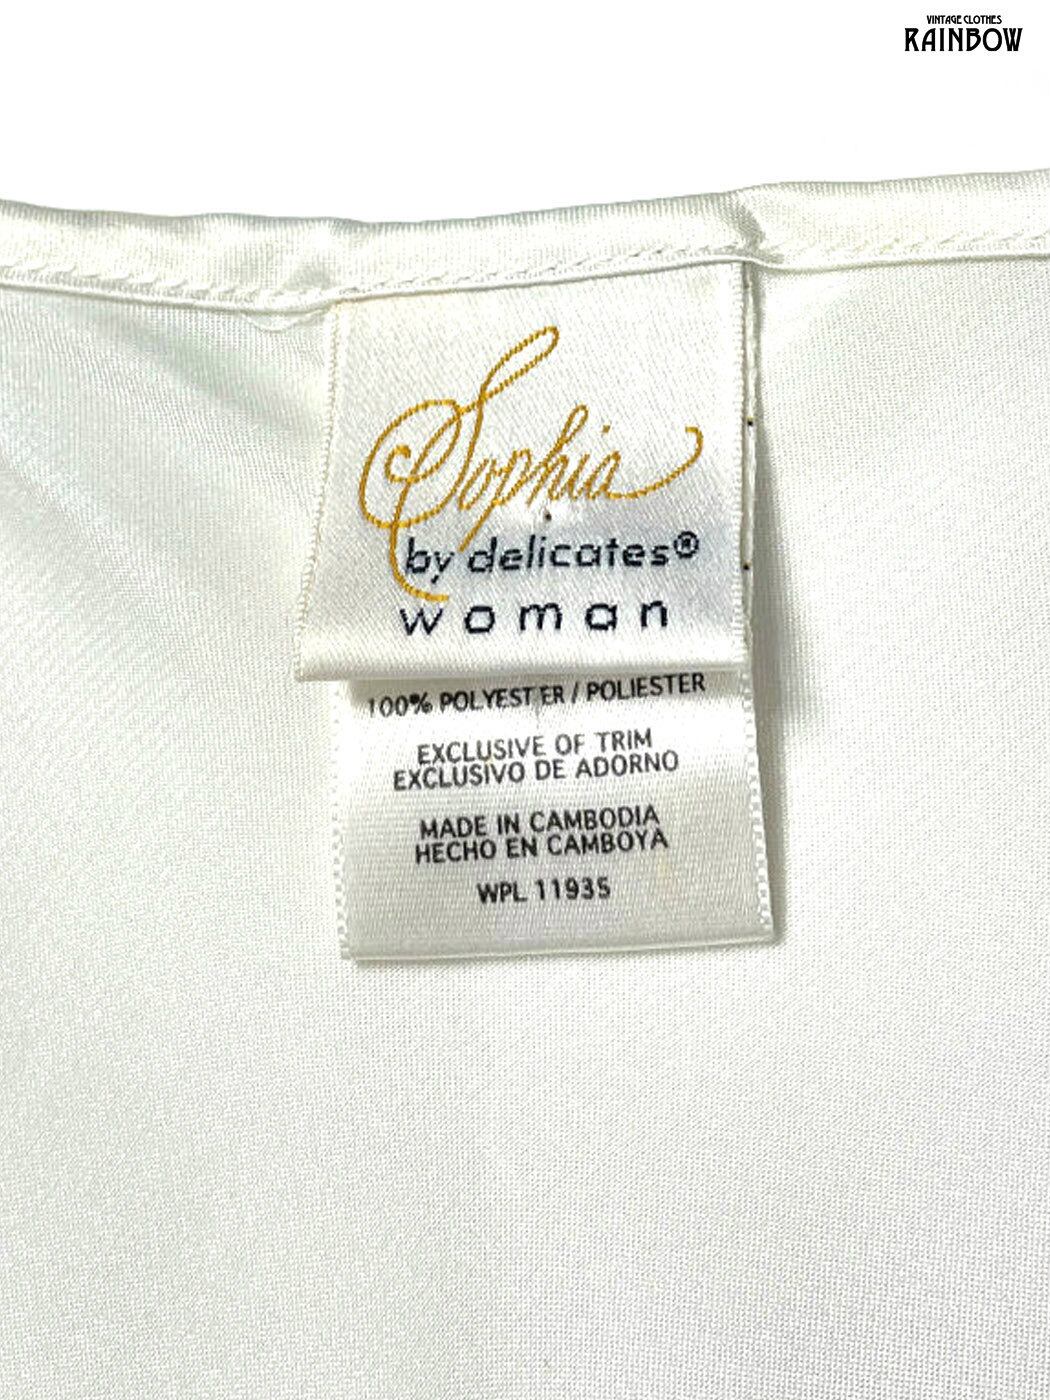 VINTAGE CLOTHES
RAINBOW
Sophia
by delicates®
woman
100% POLYESTER / POLIESTER
EXCLUSIVE OF TRIM
EXCLUSIVO DE ADORNO
MADE IN CAMBODIA
HECHO EN CAMBOYA
WPL 11935